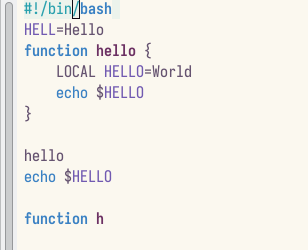 #!/bin/bash
HELL=Hello
function hello {
    LOCAL HELLO=World
    echo $HELLO
}

hello
echo $HELLO

function h